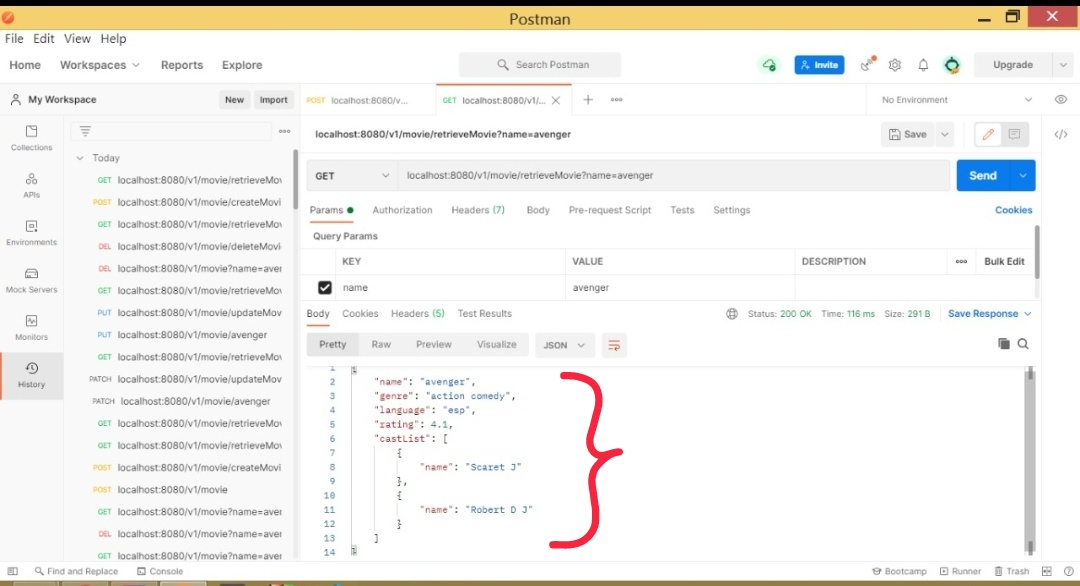 Postman
File Edit View Help
Home Workspaces Reports Explore Search Postman Invite Upgrade
My Workspace New Import POST localhost:8080/v... GET localhost:8080/v1/... No Environment
localhost:8080/v1/movie/retrieveMovie?name=avenger Save
Collections
APIs
Environments
Mock Servers
Monitors
History
Today
GET localhost:8080/v1/movie/retrieveMov
POST localhost:8080/v1/movie/createMovi
GET localhost:8080/v1/movie/retrieveMov
DEL localhost:8080/v1/movie/deleteMovi
DEL localhost:8080/v1/movie?name=aver
GET localhost:8080/v1/movie/retrieveMov
PUT localhost:8080/v1/movie/updateMov
PUT localhost:8080/v1/movie/avenger
GET localhost:8080/v1/movie/retrieveMov
PATCH localhost:8080/v1/movie/updateMov
PATCH localhost:8080/v1/movie/avenger
GET localhost:8080/v1/movie/retrieveMov
GET localhost:8080/v1/movie/retrieveMov
POST localhost:8080/v1/movie/createMovi
POST localhost:8080/v1/movie
GET localhost:8080/v1/movie?name=aver
DEL localhost:8080/v1/movie?name=aver
GET localhost:8080/v1/movie?name=aver
GET localhost:8080/v1/movie/retrieveMovie?name=avenger Send
Params Authorization Headers (7) Body Pre-request Script Tests Settings Cookies
Query Params
KEY VALUE DESCRIPTION Bulk Edit
name avenger
Body Cookies Headers (5) Test Results Status: 200 OK Time: 116 ms Size: 291 B Save Response
Pretty Raw Preview Visualize JSON
1 {
2 "name": "avenger",
3 "genre": "action comedy",
4 "language": "esp",
5 "rating": 4.1,
6 "castList": [
7 {
8 "name": "Scaret J"
9 },
10 {
11 "name": "Robert D J"
12 }
13 ]
14 }
Find and Replace Console Bootcamp Runner Trash